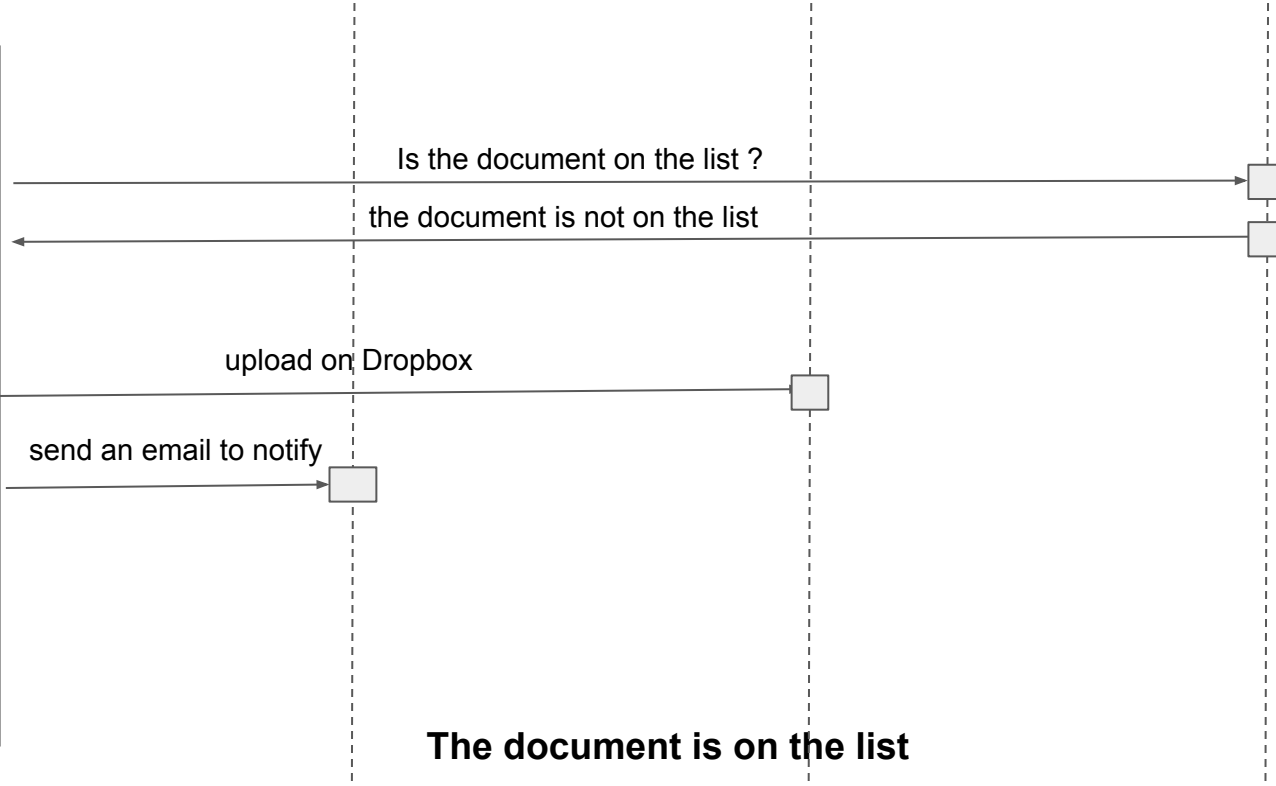 Is the document on the list ?
the document is not on the list
upload on Dropbox
send an email to notify
The document is on the list